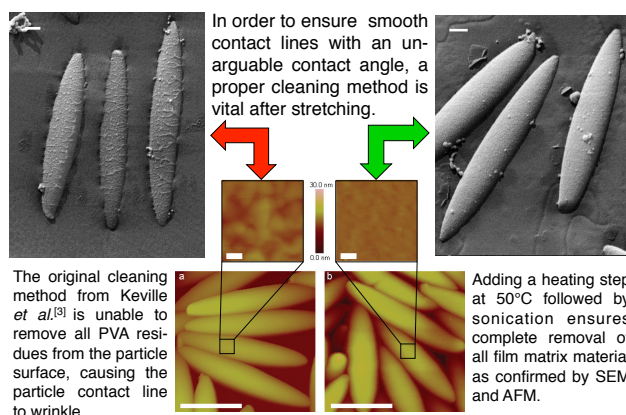 In order to ensure smooth
contact lines with an un-
arguable contact angle, a
proper cleaning method is
vital after stretching.
30.0 nm
0.0 nm
The original cleaning
method from Keville
et al.[3] is unable to
remove all PVA resi-
dues from the particle
surface, causing the
particle contact line
to wrinkle.
a
b
Adding a heating step
at 50°C followed by
sonication ensures
complete removal of
all film matrix material
as confirmed by SEM
and AFM.